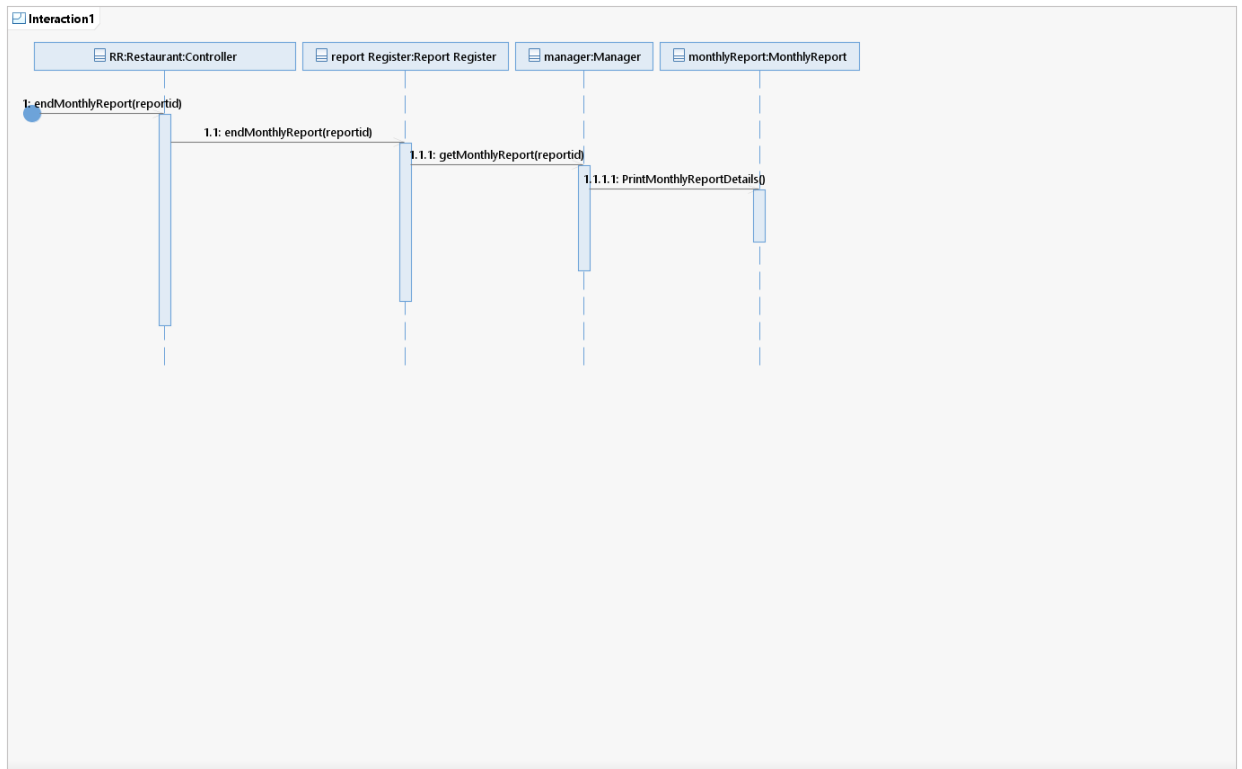 Interaction1
RR:Restaurant:Controller
report Register:Report Register
manager:Manager
monthlyReport:MonthlyReport
1: endMonthlyReport(reportid)
1.1: endMonthlyReport(reportid)
1.1.1: getMonthlyReport(reportid)
1.1.1.1: PrintMonthlyReportDetails()